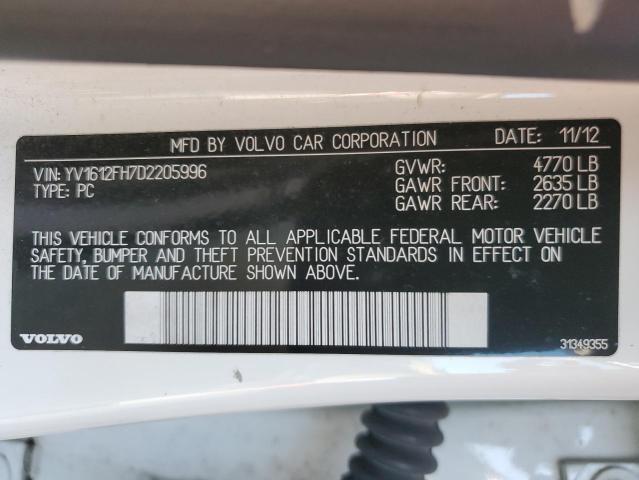 MFD BY VOLVO CAR CORPORATION DATE: 11/12
VIN: YV1612FH7D2205996 GVWR: 4770 LB
TYPE: PC GAWR FRONT: 2635 LB
GAWR REAR: 2270 LB
THIS VEHICLE CONFORMS TO ALL APPLICABLE FEDERAL MOTOR VEHICLE
SAFETY, BUMPER AND THEFT PREVENTION STANDARDS IN EFFECT ON
THE DATE OF MANUFACTURE SHOWN ABOVE.
VOLVO 31349355